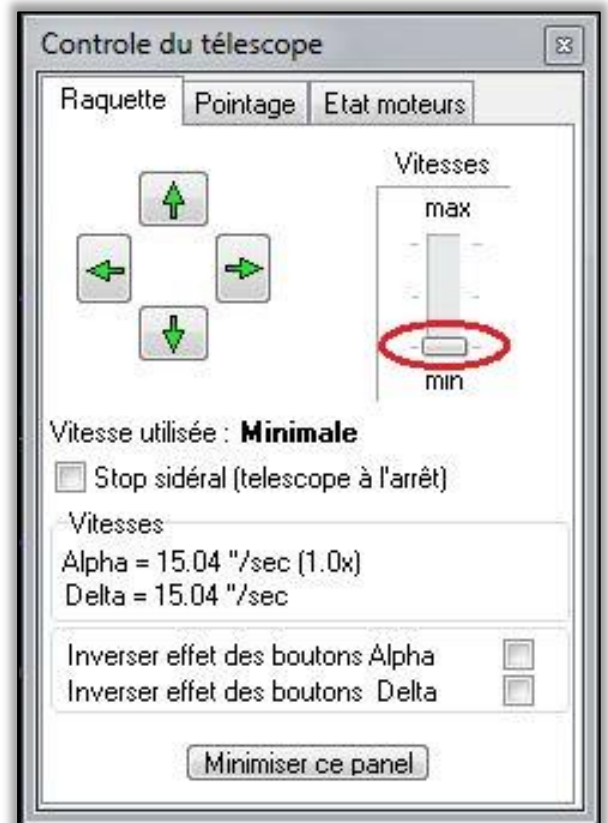 Controle du télescope
Raquette Pointage Etat moteurs
Vitesses
max
min
Vitesse utilisée : Minimale
Stop sidéral (telescope à l'arrêt)
Vitesses
Alpha = 15.04 "/sec (1.0x)
Delta = 15.04 "/sec
Inverser effet des boutons Alpha
Inverser effet des boutons Delta
Minimiser ce panel